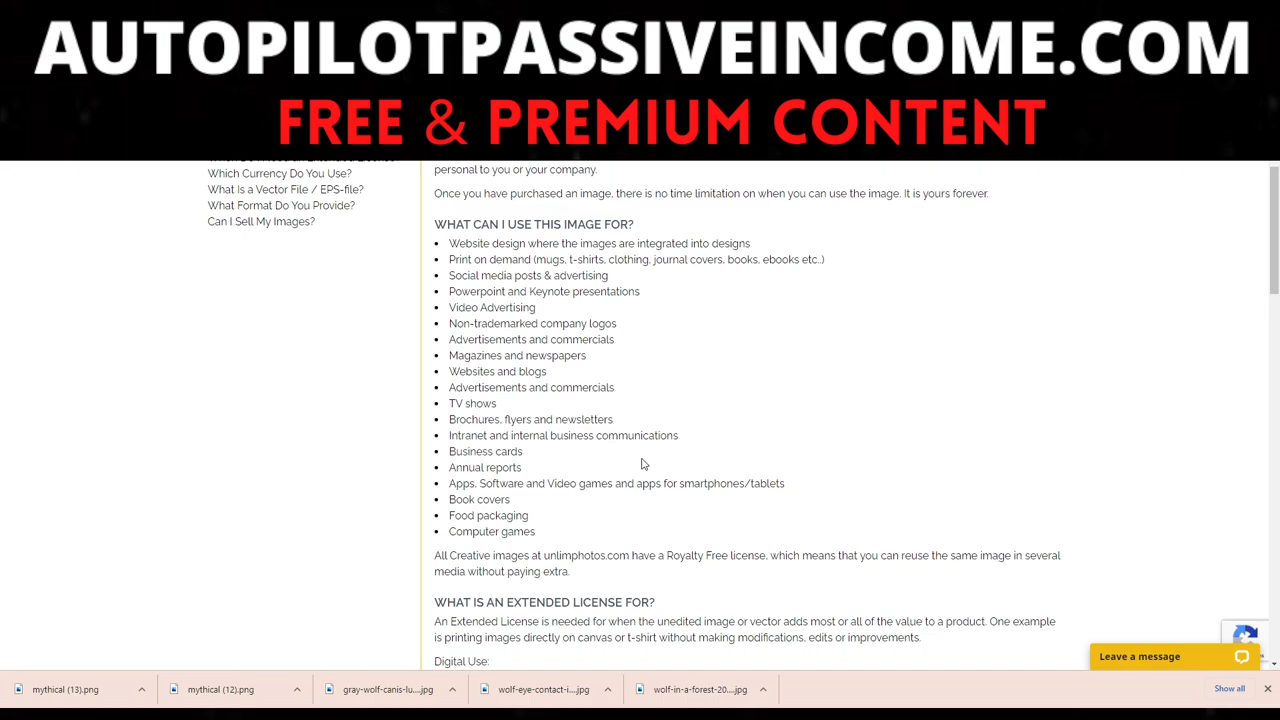 AUTOPILOTPASSIVEINCOME.COM
FREE & PREMIUM CONTENT
Which Currency Do You Use?
What Is a Vector File / EPS-file?
What Format Do You Provide?
Can I Sell My Images?
personal to you or your company.
Once you have purchased an image, there is no time limitation on when you can use the image. It is yours forever.
WHAT CAN I USE THIS IMAGE FOR?
• Website design where the images are integrated into designs
• Print on demand (mugs, t-shirts, clothing, journal covers, books, ebooks etc..)
• Social media posts & advertising
• Powerpoint and Keynote presentations
• Video Advertising
• Non-trademarked company logos
• Advertisements and commercials
• Magazines and newspapers
• Websites and blogs
• Advertisements and commercials
• TV shows
• Brochures, flyers and newsletters
• Intranet and internal business communications
• Business cards
• Annual reports
• Apps, Software and Video games and apps for smartphones/tablets
• Book covers
• Food packaging
• Computer games
All Creative images at unlimphotos.com have a Royalty Free license, which means that you can reuse the same image in several
media without paying extra.
WHAT IS AN EXTENDED LICENSE FOR?
An Extended License is needed for when the unedited image or vector adds most or all of the value to a product. One example
is printing images directly on canvas or t-shirt without making modifications, edits or improvements.
Digital Use:
Leave a message
mythical (13).png
mythical (12).png
gray-wolf-canis-lu....jpg
wolf-eye-contact-i....jpg
wolf-in-a-forest-20....jpg
Show all